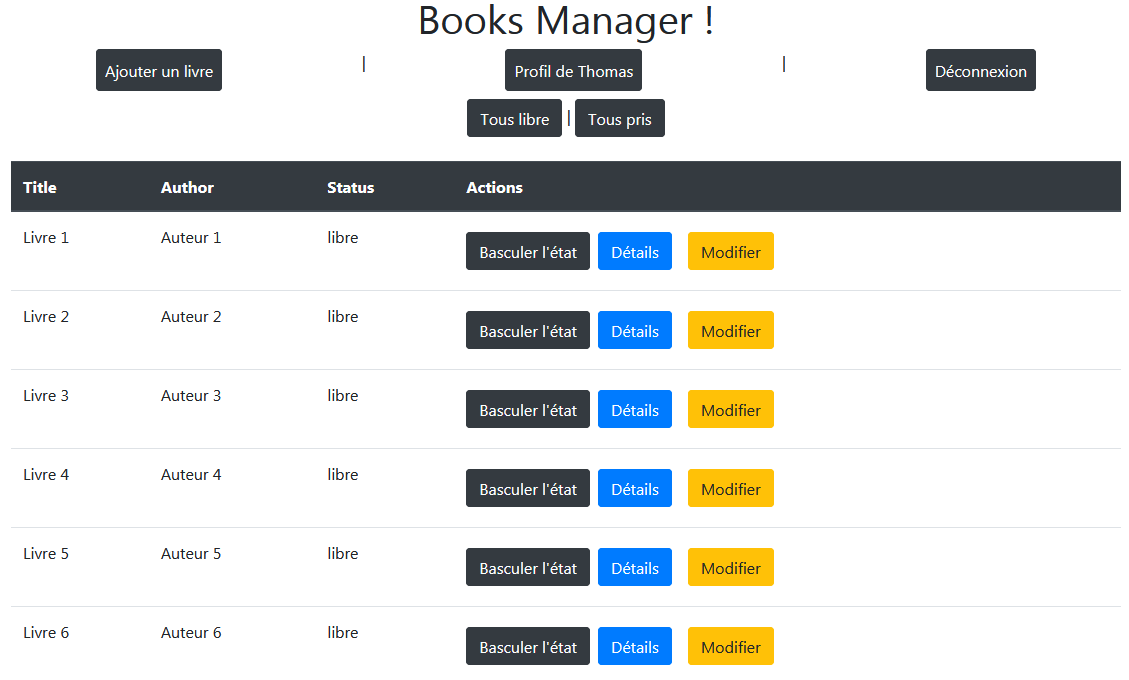 Books Manager !
Ajouter un livre | Profil de Thomas | Déconnexion
Tous libre | Tous pris
Title Author Status Actions
Livre 1 Auteur 1 libre Basculer l'état Détails Modifier
Livre 2 Auteur 2 libre Basculer l'état Détails Modifier
Livre 3 Auteur 3 libre Basculer l'état Détails Modifier
Livre 4 Auteur 4 libre Basculer l'état Détails Modifier
Livre 5 Auteur 5 libre Basculer l'état Détails Modifier
Livre 6 Auteur 6 libre Basculer l'état Détails Modifier